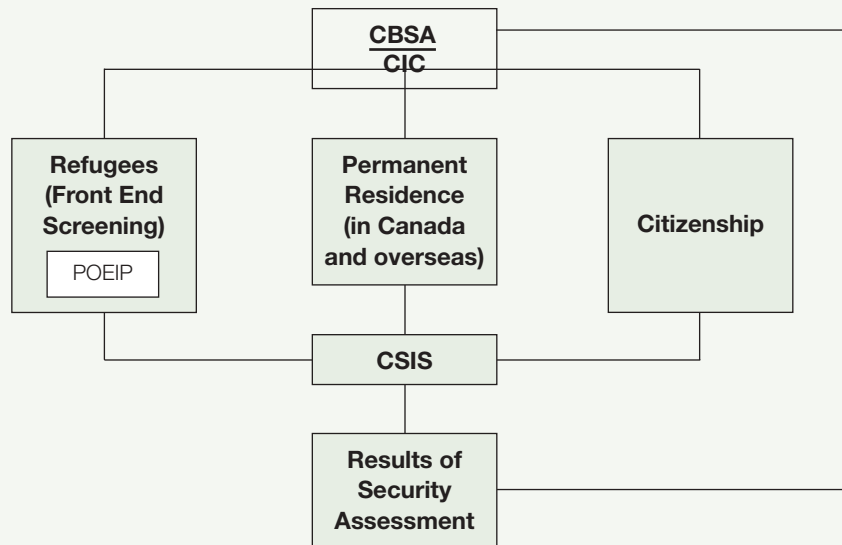 CBSA
CIC
Refugees
(Front End
Screening)
POEIP
Permanent
Residence
(in Canada
and overseas)
Citizenship
CSIS
Results of
Security
Assessment